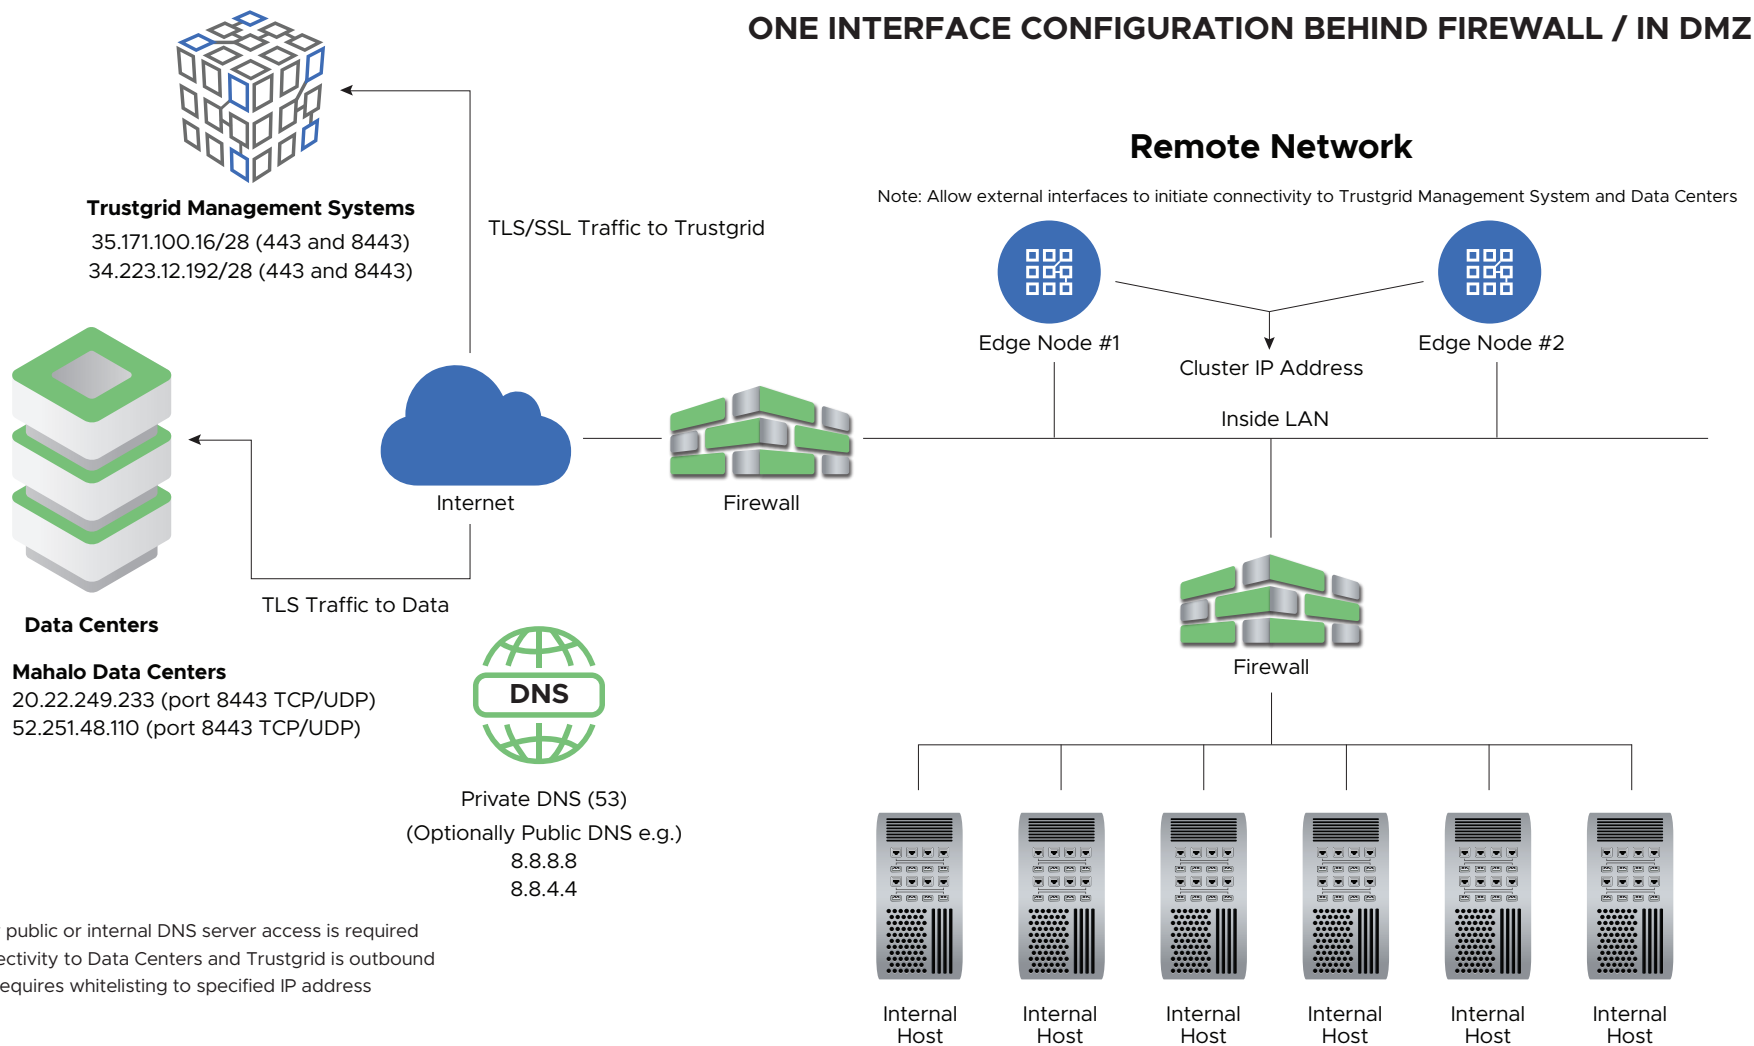 ONE INTERFACE CONFIGURATION BEHIND FIREWALL / IN DMZ
Trustgrid Management Systems
35.171.100.16/28 (443 and 8443)
34.223.12.192/28 (443 and 8443)
TLS/SSL Traffic to Trustgrid
Remote Network
Note: Allow external interfaces to initiate connectivity to Trustgrid Management System and Data Centers
Edge Node #1
Edge Node #2
Cluster IP Address
Inside LAN
Internet
Firewall
TLS Traffic to Data
Data Centers
Mahalo Data Centers
20.22.249.233 (port 8443 TCP/UDP)
52.251.48.110 (port 8443 TCP/UDP)
DNS
Private DNS (53)
(Optionally Public DNS e.g.)
8.8.8.8
8.8.4.4
Firewall
public or internal DNS server access is required
to Data Centers and Trustgrid is outbound
requires whitelisting to specified IP address
Internal
Host
Internal
Host
Internal
Host
Internal
Host
Internal
Host
Internal
Host